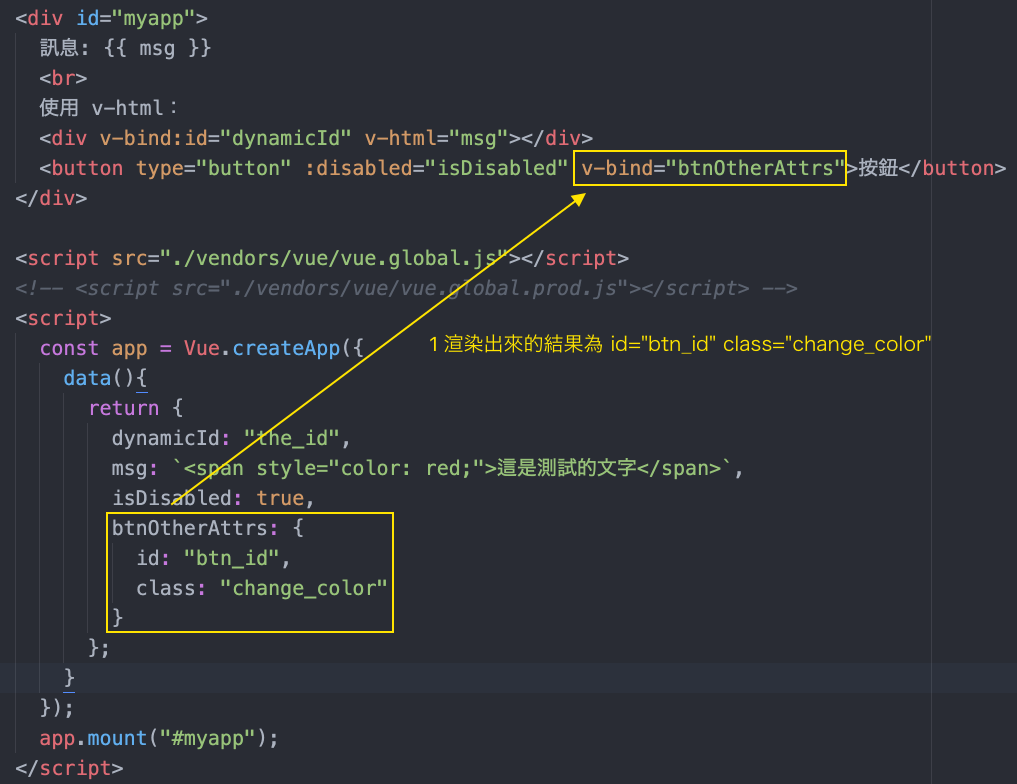 <div id="myapp">
訊息: {{ msg }}
<br>
使用 v-html：
<div v-bind:id="dynamicId" v-html="msg"></div>
<button type="button" :disabled="isDisabled" v-bind="btnOtherAttrs">按鈕</button>
</div>
<script src="./vendors/vue/vue.global.js"></script>
<!-- <script src="./vendors/vue/vue.global.prod.js"></script> -->
<script>
const app = Vue.createApp({
1 渲染出來的結果為 id="btn_id" class="change_color"
data(){
return {
dynamicId: "the_id",
msg: `<span style="color: red;">這是測試的文字</span>`,
isDisabled: true,
btnOtherAttrs: {
id: "btn_id",
class: "change_color"
}
};
}
});
app.mount("#myapp");
</script>